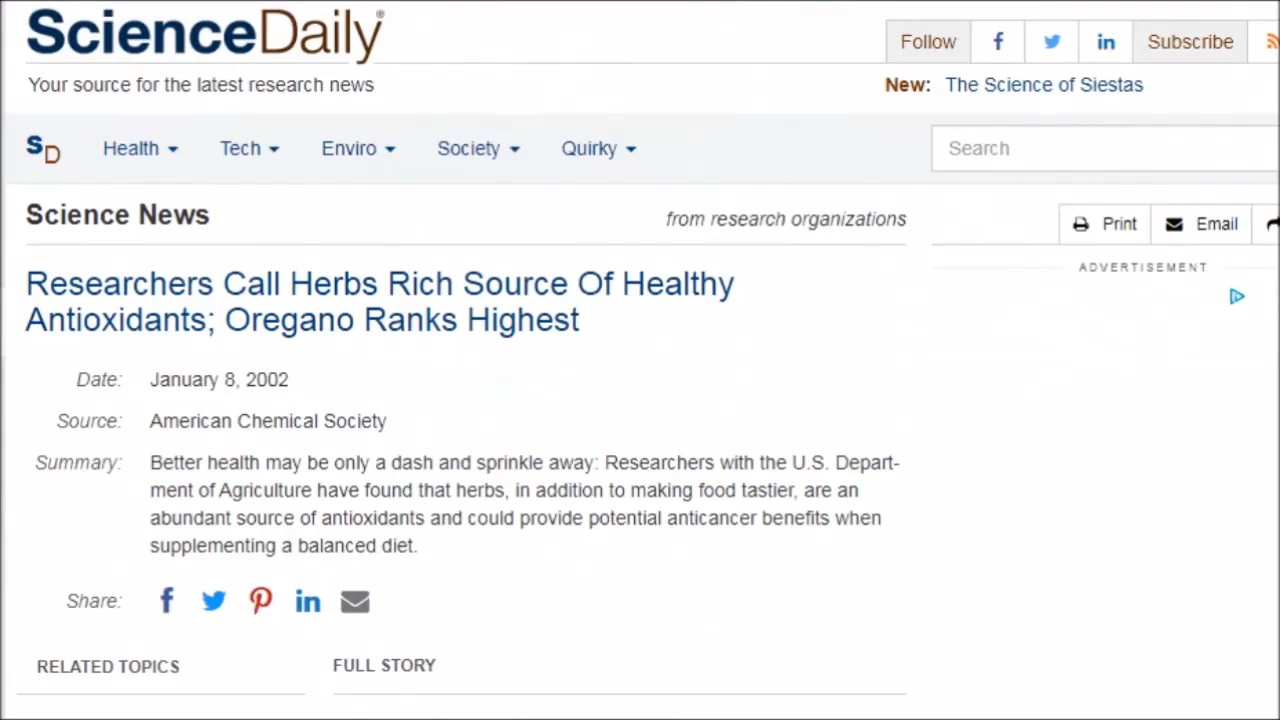 ScienceDaily®
Follow
Subscribe
Your source for the latest research news
New: The Science of Siestas
SD
Health
Tech
Enviro
Society
Quirky
Search
Science News
from research organizations
Print
Email
ADVERTISEMENT
Researchers Call Herbs Rich Source Of Healthy
Antioxidants; Oregano Ranks Highest
Date: January 8, 2002
Source: American Chemical Society
Summary: Better health may be only a dash and sprinkle away: Researchers with the U.S. Depart-
ment of Agriculture have found that herbs, in addition to making food tastier, are an
abundant source of antioxidants and could provide potential anticancer benefits when
supplementing a balanced diet.
Share:
RELATED TOPICS
FULL STORY